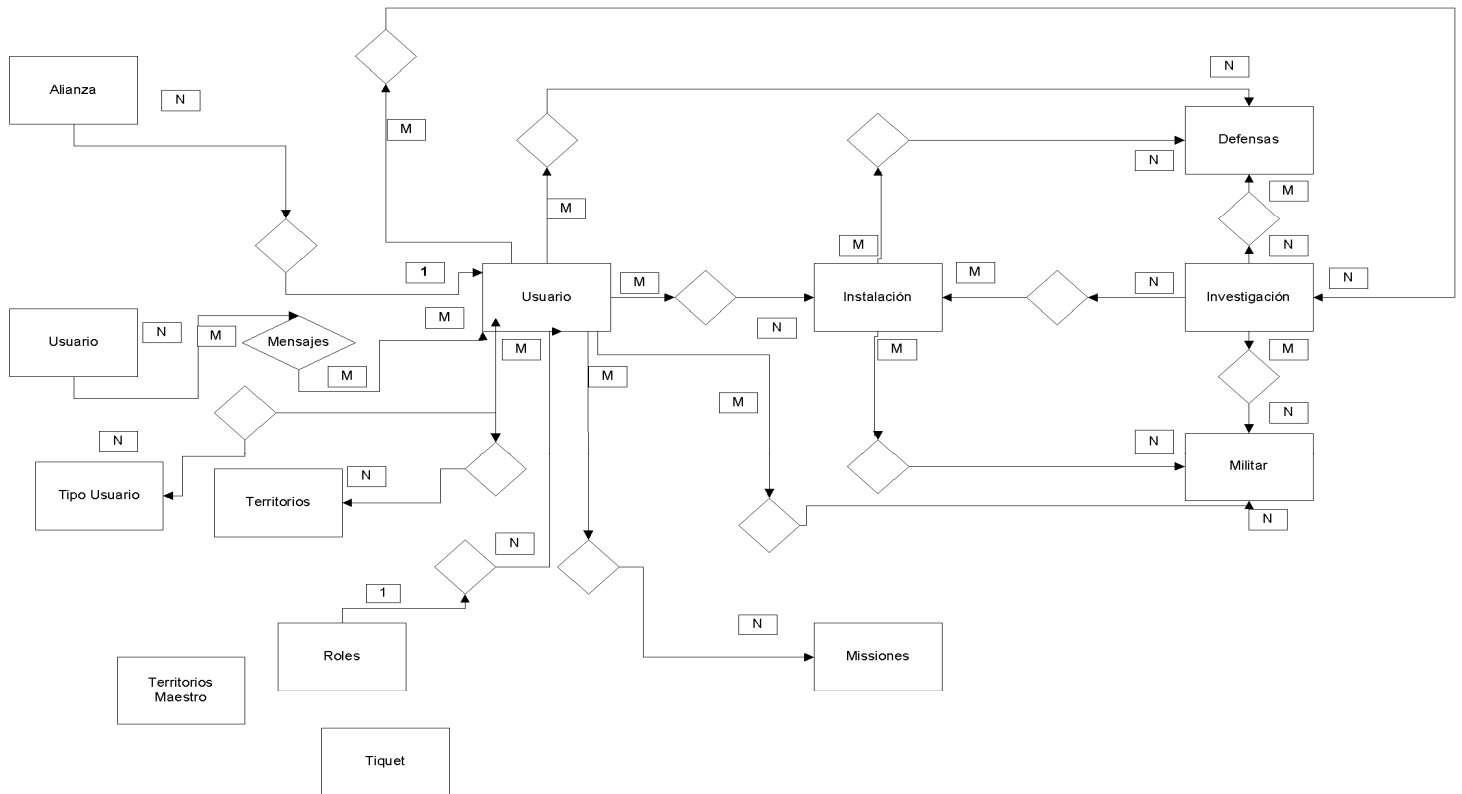 N
Alianza
N
M
Defensas
N
M
M
M
N
1
M
N
M
N
N
Usuario
Instalación
Investigación
M
N
M
N
Usuario
Mensajes
M
M
M
M
M
M
N
N
N
Militar
N
Tipo Usuario
Territorios
N
N
1
N
Roles
Missiones
Territorios
Maestro
Tiquet